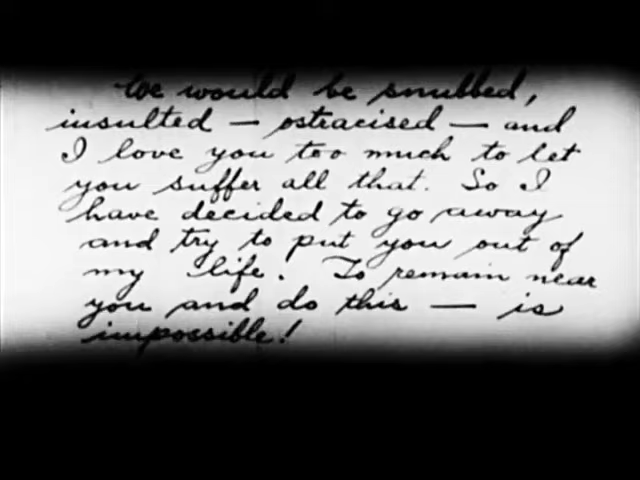 We would be snubbed,
insulted — ostracised — and
I love you too much to let
you suffer all that. So I
have decided to go away
and try to put you out of
my life. To remain near
you and do this — is
impossible!